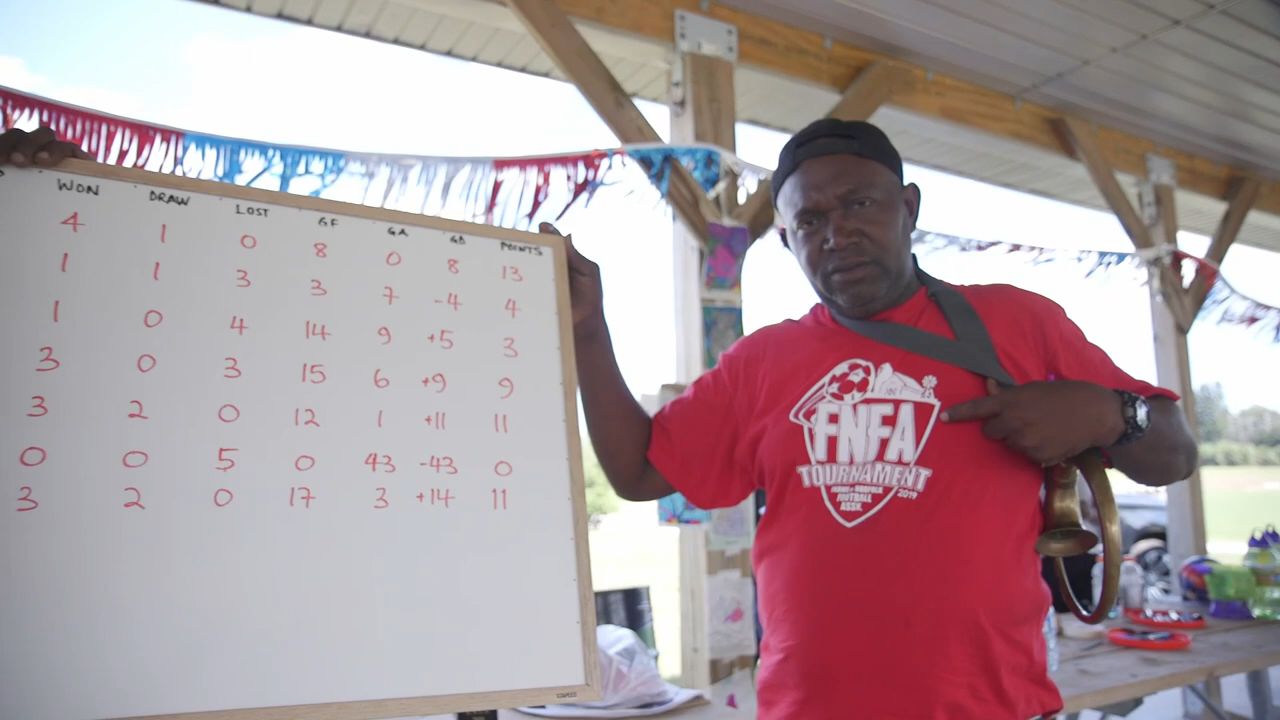 WON DRAW LOST GF GA GD POINTS
4 1 0 8 0 8 13
1 1 3 3 7 -4 4
1 0 4 14 9 +5 3
3 0 3 15 6 +9 9
3 2 0 12 1 +11 11
0 0 5 0 43 -43 0
3 2 0 17 3 +14 11
FNFA
TOURNAMENT
FOOTBALL
ASSN.
2019
STAPLES